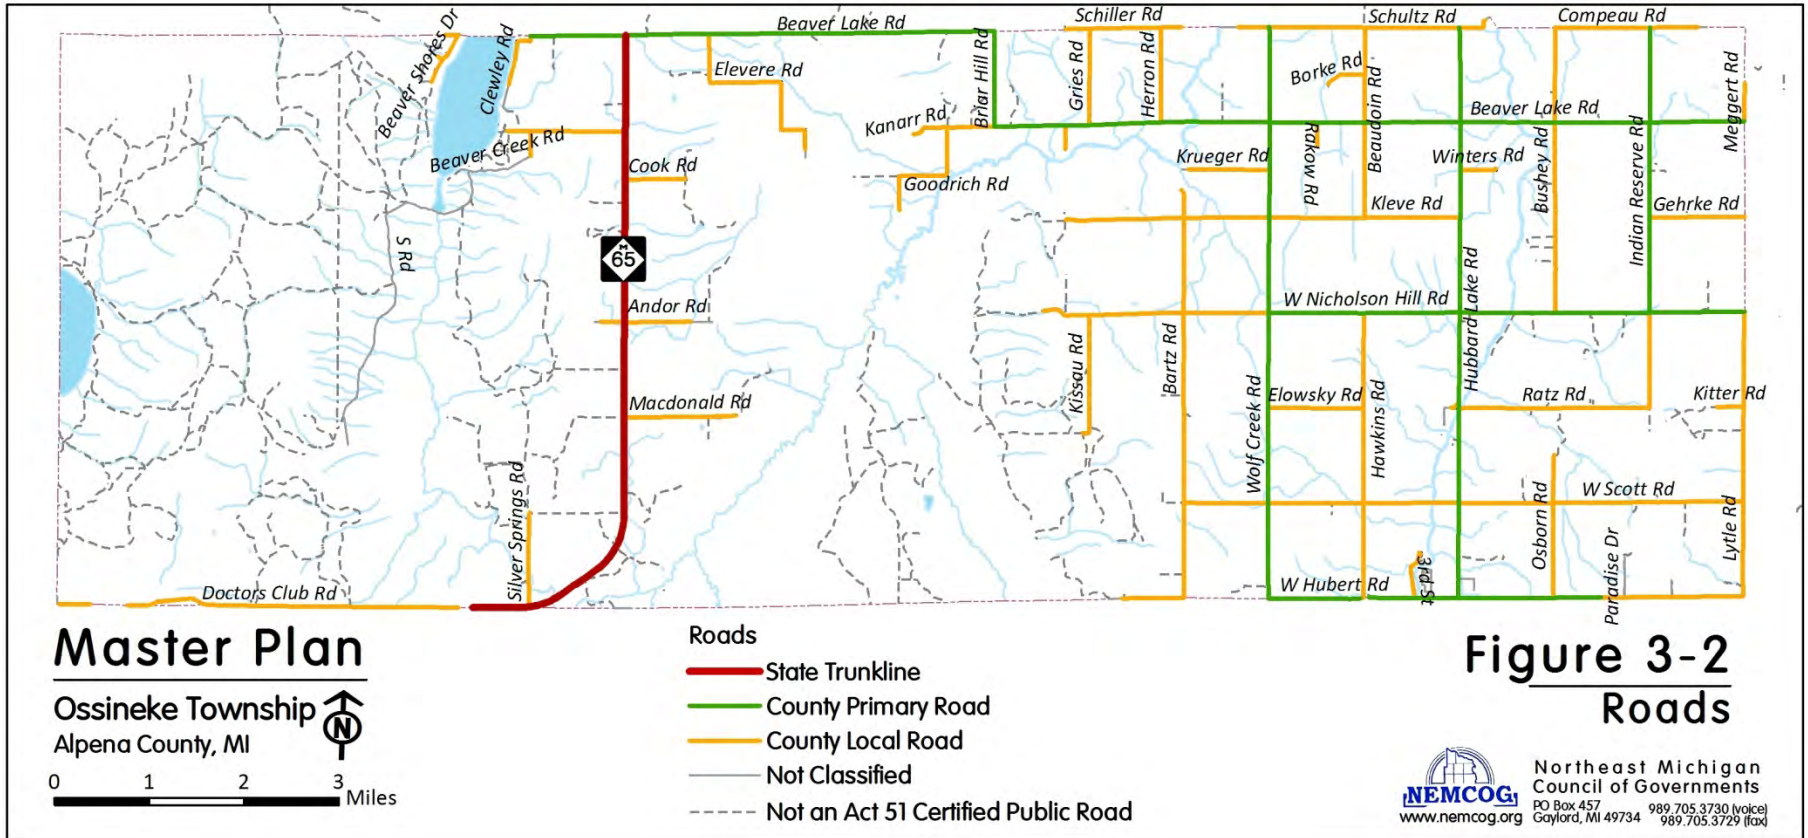 Beaver Shores Dr
Clewley Rd
Beaver Lake Rd
Schiller Rd
Schultz Rd
Compeau Rd
Elevere Rd
Briar Hill Rd
Gries Rd
Herron Rd
Borke Rd
Beaudoin Rd
Beaver Lake Rd
Meggert Rd
Kanarr Rd
Beaver Creek Rd
Cook Rd
Goodrich Rd
Krueger Rd
Rakow Rd
Winters Rd
Bushey Rd
Indian Reserve Rd
Kleve Rd
Gehrke Rd
S Rd
M
65
Andor Rd
W Nicholson Hill Rd
Hubbard Lake Rd
Kissau Rd
Bartz Rd
Macdonald Rd
Wolf Creek Rd
Elowsky Rd
Hawkins Rd
Ratz Rd
Kitter Rd
Silver Springs Rd
W Scott Rd
Osborn Rd
Paradise Dr
Lytle Rd
Doctors Club Rd
W Hubert Rd
3rd St
Master Plan
Ossineke Township
Alpena County, MI
N
0 1 2 3
Miles
Roads
State Trunkline
County Primary Road
County Local Road
Not Classified
Not an Act 51 Certified Public Road
Figure 3-2
Roads
NEMCOG
www.nemcog.org
Northeast Michigan
Council of Governments
PO Box 457 989.705.3730 (voice)
Gaylord, MI 49734 989.705.3729 (fax)